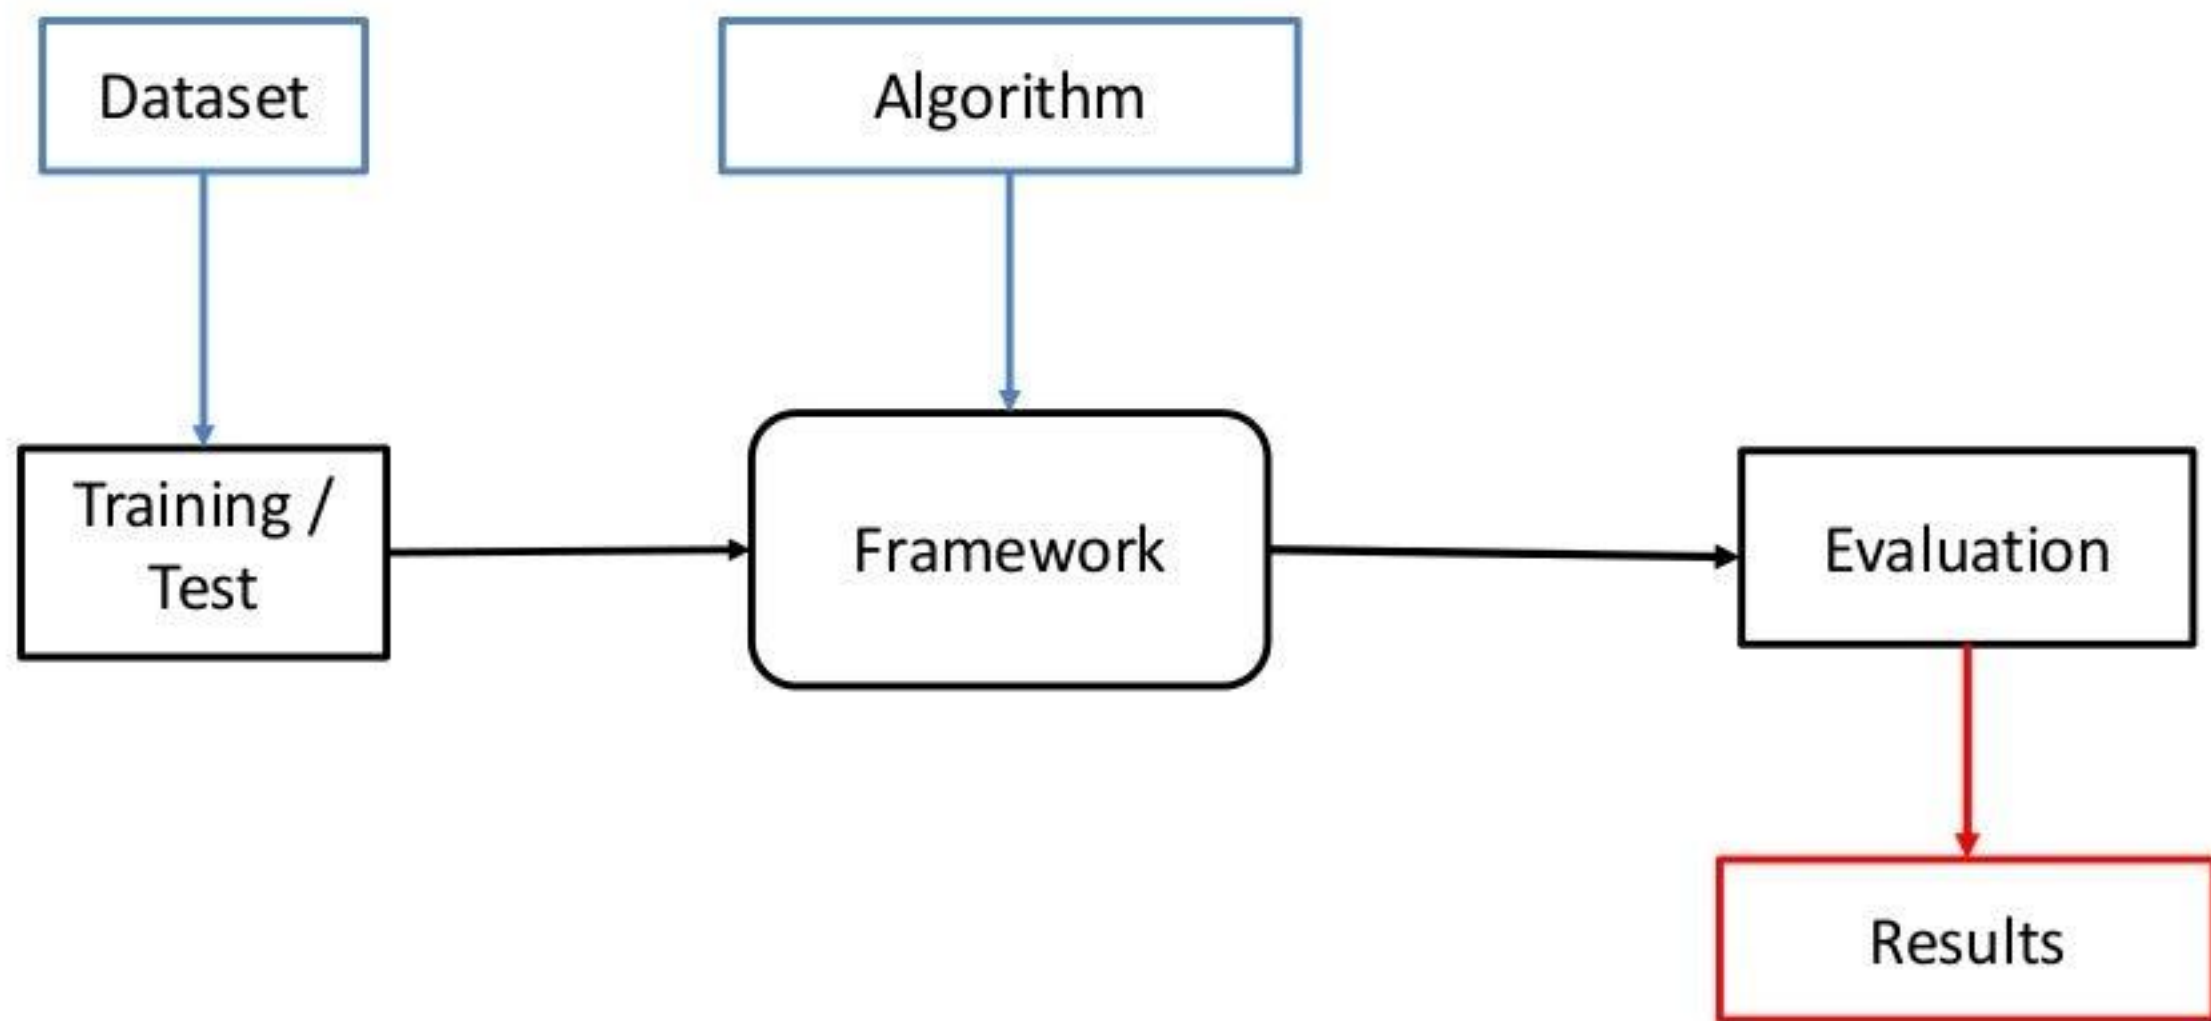 Dataset
Algorithm
Training /
Test
Framework
Evaluation
Results